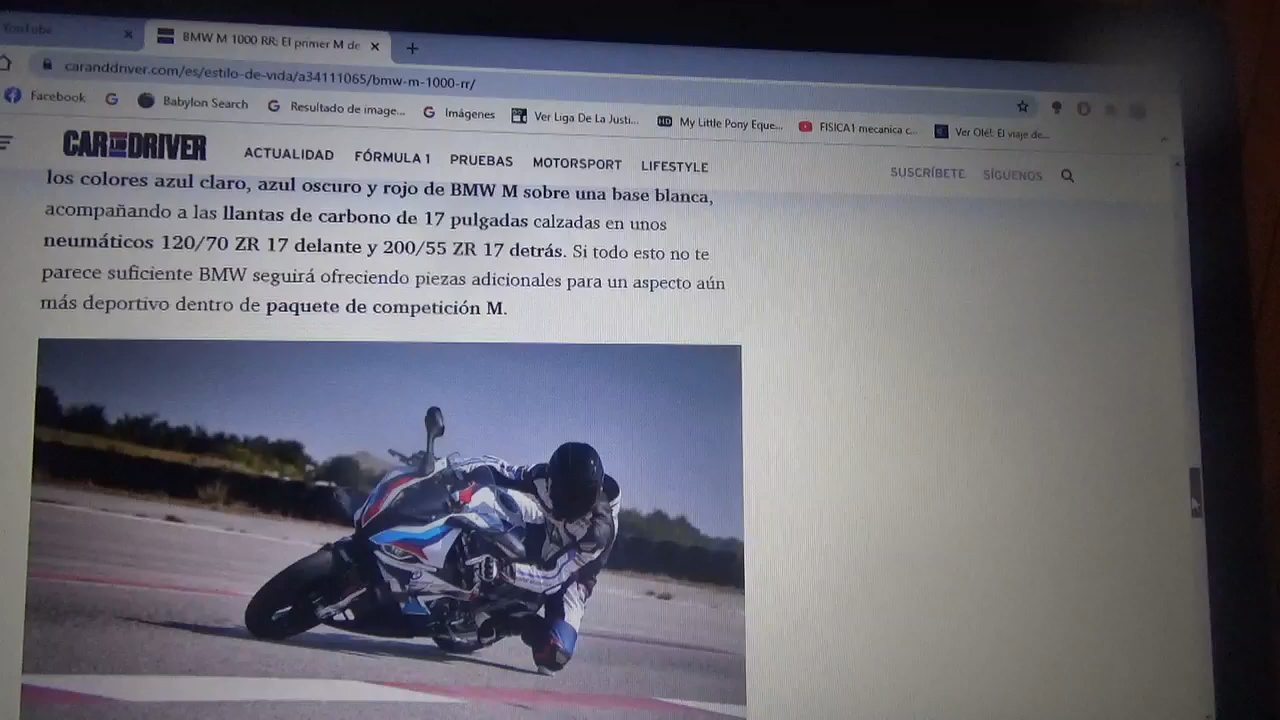 YouTube
BMW M 1000 RR: El primer M de
caranddriver.com/es/estilo-de-vida/a34111065/bmw-m-1000-rr/
Facebook
Babylon Search
Resultado de image...
Imágenes
Ver Liga De La Justi...
My Little Pony Eque...
FISICA1 mecanica c...
Ver Olé!: El viaje de...
CAR AND DRIVER
ACTUALIDAD FÓRMULA 1 PRUEBAS MOTORSPORT LIFESTYLE
SUSCRÍBETE SÍGUENOS
los colores azul claro, azul oscuro y rojo de BMW M sobre una base blanca,
acompañando a las llantas de carbono de 17 pulgadas calzadas en unos
neumáticos 120/70 ZR 17 delante y 200/55 ZR 17 detrás. Si todo esto no te
parece suficiente BMW seguirá ofreciendo piezas adicionales para un aspecto aún
más deportivo dentro de paquete de competición M.